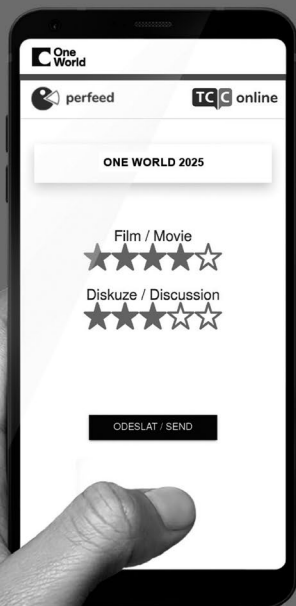 One
World
perfeed
TCC online
ONE WORLD 2025
Film / Movie
Diskuze / Discussion
ODESLAT / SEND